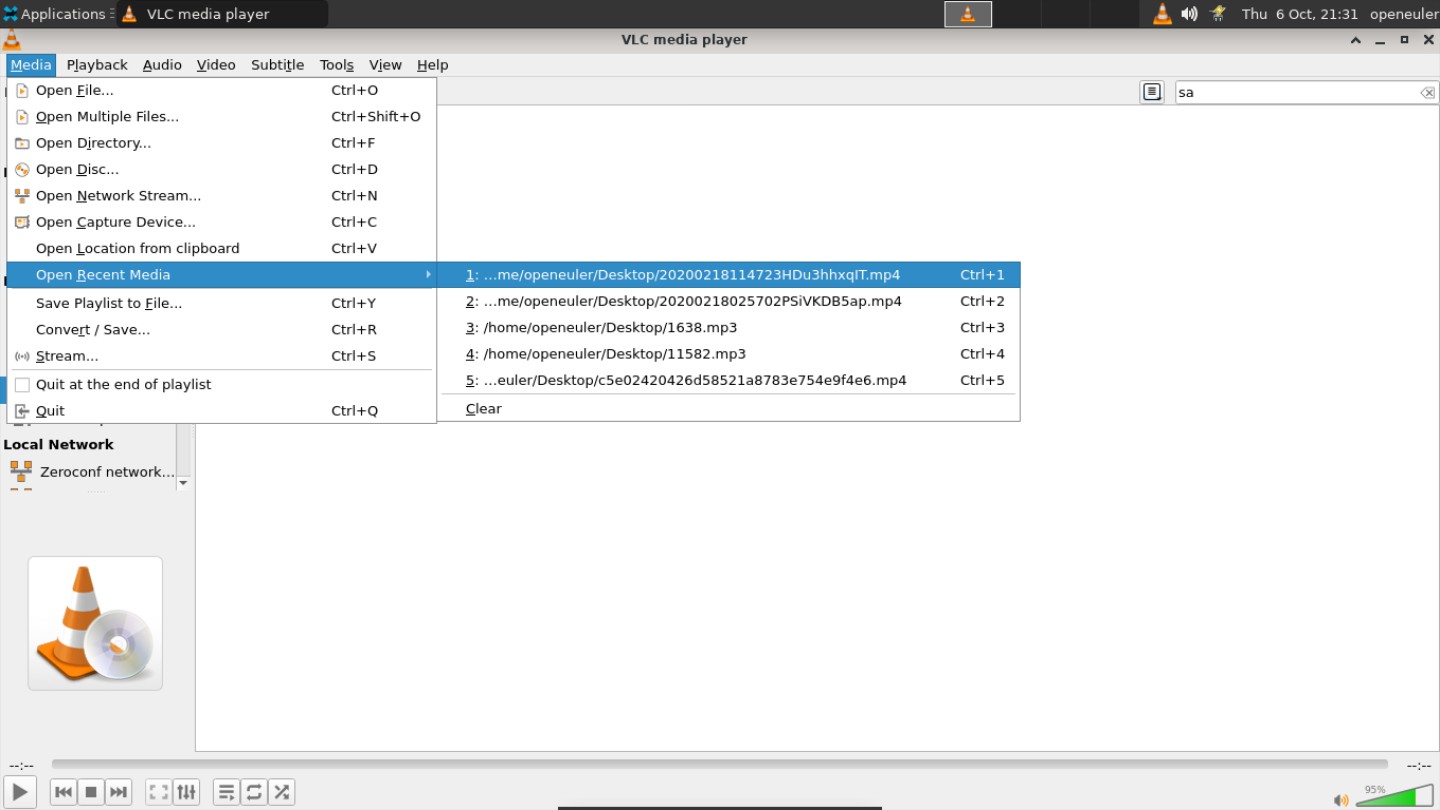 Applications
VLC media player
Thu 6 Oct, 21:31
openeuler
VLC media player
Media
Playback
Audio
Video
Subtitle
Tools
View
Help
Open File...
Ctrl+O
sa
Open Multiple Files...
Ctrl+Shift+O
Open Directory...
Ctrl+F
Open Disc...
Ctrl+D
Open Network Stream...
Ctrl+N
Open Capture Device...
Ctrl+C
Open Location from clipboard
Ctrl+V
Open Recent Media
1: ...me/openeuler/Desktop/20200218114723HDu3hhxqIT.mp4
Ctrl+1
2: ...me/openeuler/Desktop/20200218025702PSiVKDB5ap.mp4
Ctrl+2
3: /home/openeuler/Desktop/1638.mp3
Ctrl+3
4: /home/openeuler/Desktop/11582.mp3
Ctrl+4
5: ...euler/Desktop/c5e02420426d58521a8783e754e9f4e6.mp4
Ctrl+5
Clear
Save Playlist to File...
Ctrl+Y
Convert / Save...
Ctrl+R
Stream...
Ctrl+S
Quit at the end of playlist
Quit
Ctrl+Q
Local Network
Zeroconf network...
--:--
--:--
95%